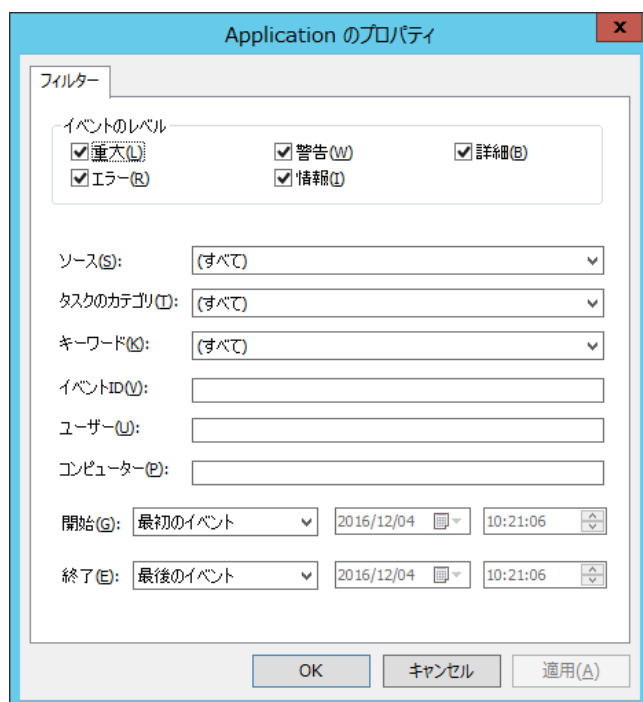 Application のプロパティ
x
フィルター
イベントのレベル
重大(L) 警告(W) 詳細(B)
エラー(R) 情報(I)
ソース(S): (すべて)
タスクのカテゴリ(T): (すべて)
キーワード(K): (すべて)
イベントID(V):
ユーザー(U):
コンピューター(P):
開始(G): 最初のイベント 2016/12/04 10:21:06
終了(E): 最後のイベント 2016/12/04 10:21:06
OK キャンセル 適用(A)